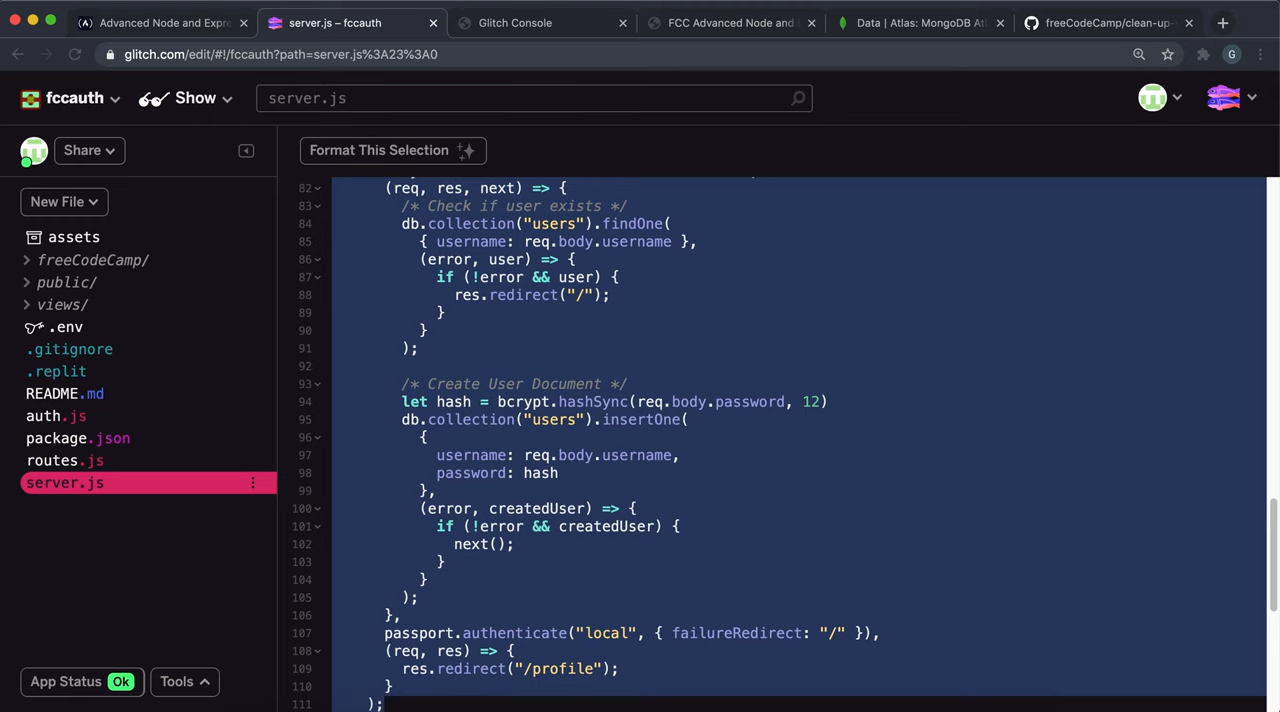 Advanced Node and Expre
server.js – fccauth
Glitch Console
FCC Advanced Node and
Data | Atlas: MongoDB Atl
freeCodeCamp/clean-up-
glitch.com/edit/#!/fccauth?path=server.js%3A23%3A0
G
fccauth
Show
server.js
Share
Format This Selection
New File
assets
freeCodeCamp/
public/
views/
.env
.gitignore
.replit
README.md
auth.js
package.json
routes.js
server.js
App Status Ok
Tools
82 (req, res, next) => {
83 /* Check if user exists */
84 db.collection("users").findOne(
85 { username: req.body.username },
86 (error, user) => {
87 if (!error && user) {
88 res.redirect("/");
89 }
90 }
91 );
92
93 /* Create User Document */
94 let hash = bcrypt.hashSync(req.body.password, 12)
95 db.collection("users").insertOne(
96 {
97 username: req.body.username,
98 password: hash
99 },
100 (error, createdUser) => {
101 if (!error && createdUser) {
102 next();
103 }
104 }
105 );
106 },
107 passport.authenticate("local", { failureRedirect: "/" }),
108 (req, res) => {
109 res.redirect("/profile");
110 }
111 );